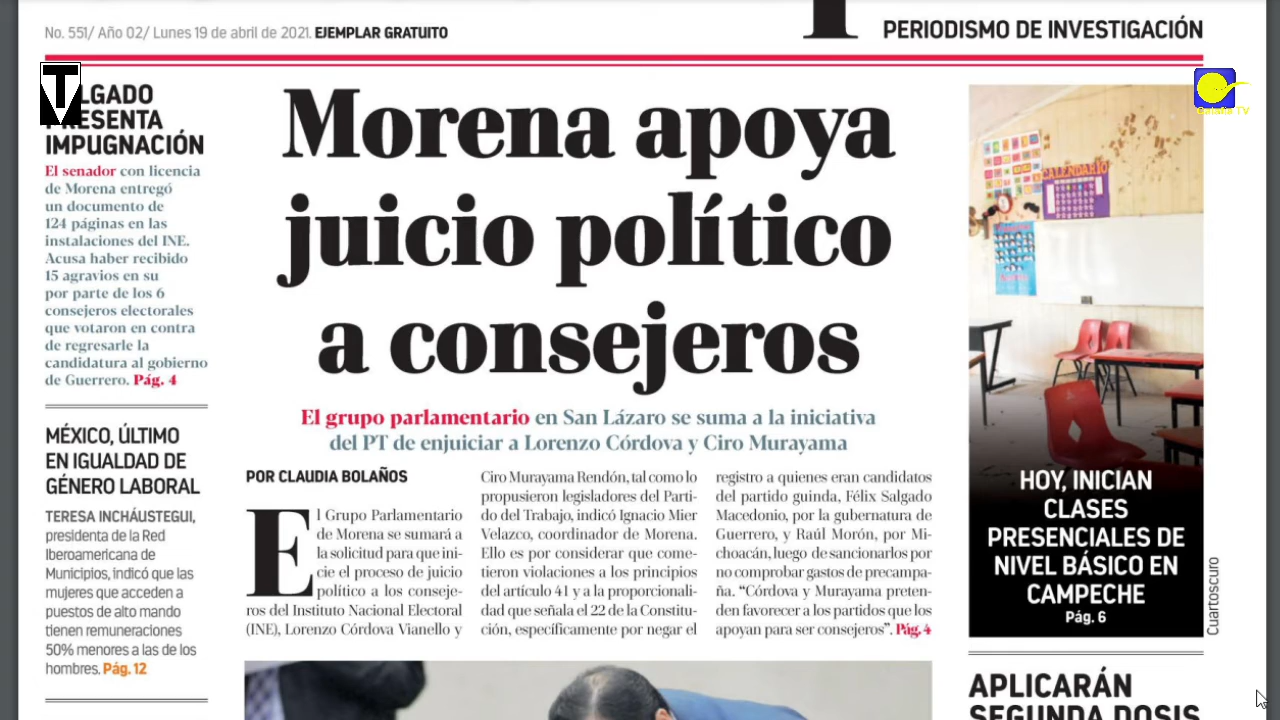 No. 551/ Año 02/ Lunes 19 de abril de 2021. EJEMPLAR GRATUITO
PERIODISMO DE INVESTIGACIÓN
IMPUGNACIÓN
El senador con licencia
de Morena entregó
un documento de
124 páginas en las
instalaciones del INE.
Acusa haber recibido
15 agravios en su
por parte de los 6
consejeros electorales
que votaron en contra
de regresarle la
candidatura al gobierno
de Guerrero. Pág. 4
MÉXICO, ÚLTIMO
EN IGUALDAD DE
GÉNERO LABORAL
TERESA INCHÁUSTEGUI,
presidenta de la Red
Iberoamericana de
Municipios, indicó que las
mujeres que acceden a
puestos de alto mando
tienen remuneraciones
50% menores a las de los
hombres. Pág. 12
Morena apoya
juicio político
a consejeros
El grupo parlamentario en San Lázaro se suma a la iniciativa
del PT de enjuiciar a Lorenzo Córdova y Ciro Murayama
POR CLAUDIA BOLAÑOS
El Grupo Parlamentario
de Morena se sumará a
la solicitud para que ini-
cie el proceso de juicio
político a los conseje-
ros del Instituto Nacional Electoral
(INE), Lorenzo Córdova Vianello y
Ciro Murayama Rendón, tal como lo
propusieron legisladores del Parti-
do del Trabajo, indicó Ignacio Mier
Velazco, coordinador de Morena.
Ello es por considerar que come-
tieron violaciones a los principios
del artículo 41 y a la proporcionali-
dad que señala el 22 de la Constitu-
ción, específicamente por negar el
registro a quienes eran candidatos
del partido guinda, Félix Salgado
Macedonio, por la gubernatura de
Guerrero, y Raúl Morón, por Mi-
choacán, luego de sancionarlos por
no comprobar gastos de precampa-
ña. “Córdova y Murayama preten-
den favorecer a los partidos que los
apoyan para ser consejeros”. Pág. 4
CALENDARIO
HOY, INICIAN
CLASES
PRESENCIALES DE
NIVEL BÁSICO EN
CAMPECHE
Pág. 6
Cuartoscuro
APLICARÁN
SEGUNDA DOSIS